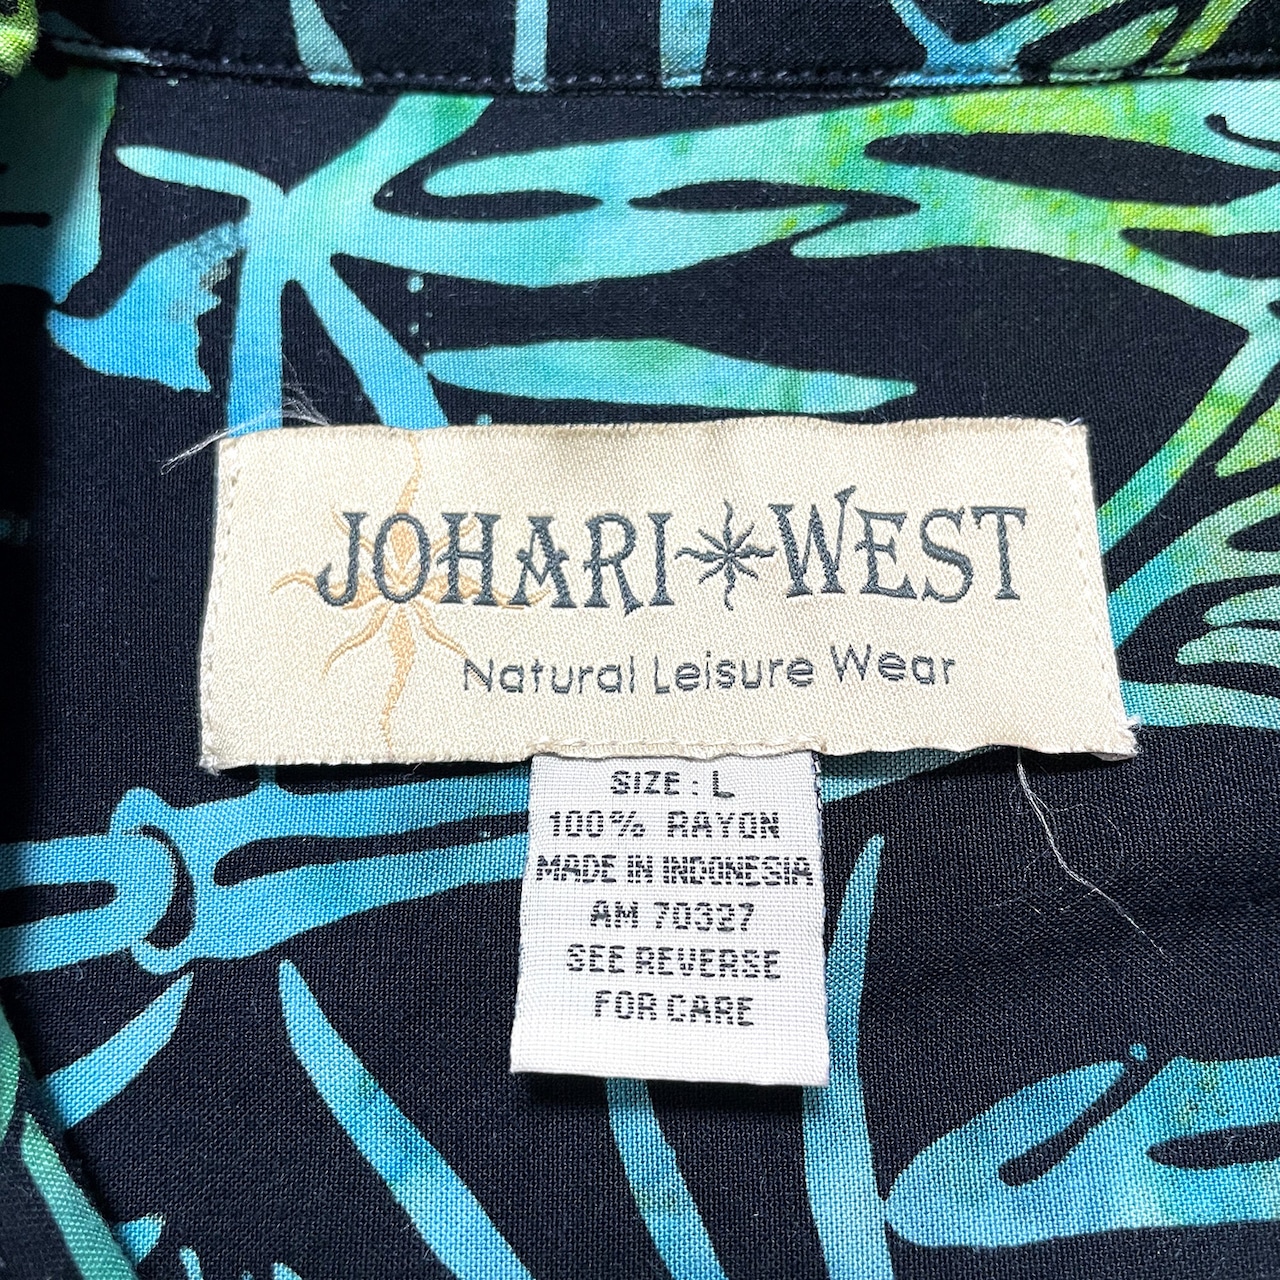 JOHARI WEST
Natural Leisure Wear
SIZE : L
100% RAYON
MADE IN INDONESIA
AM 70327
SEE REVERSE
FOR CARE